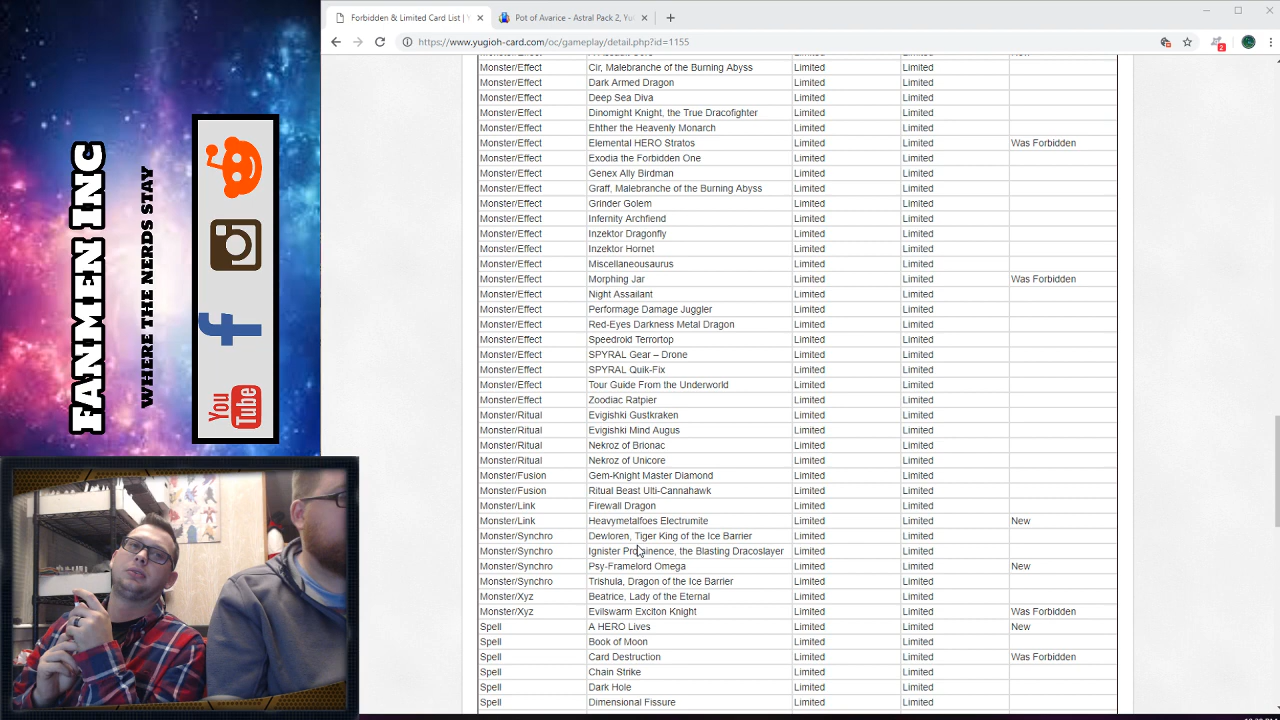 FANMEN INC
WHERE THE NERDS STAY
You
Tube
Forbidden & Limited Card List | Y
Pot of Avarice - Astral Pack 2, Yu
https://www.yugioh-card.com/oc/gameplay/detail.php?id=1155
2
Monster/Effect Cir, Malebranche of the Burning Abyss Limited Limited
Monster/Effect Dark Armed Dragon Limited Limited
Monster/Effect Deep Sea Diva Limited Limited
Monster/Effect Dinomight Knight, the True Dracofighter Limited Limited
Monster/Effect Ehther the Heavenly Monarch Limited Limited
Monster/Effect Elemental HERO Stratos Limited Limited Was Forbidden
Monster/Effect Exodia the Forbidden One Limited Limited
Monster/Effect Genex Ally Birdman Limited Limited
Monster/Effect Graff, Malebranche of the Burning Abyss Limited Limited
Monster/Effect Grinder Golem Limited Limited
Monster/Effect Infernity Archfiend Limited Limited
Monster/Effect Inzektor Dragonfly Limited Limited
Monster/Effect Inzektor Hornet Limited Limited
Monster/Effect Miscellaneousaurus Limited Limited
Monster/Effect Morphing Jar Limited Limited Was Forbidden
Monster/Effect Night Assailant Limited Limited
Monster/Effect Performage Damage Juggler Limited Limited
Monster/Effect Red-Eyes Darkness Metal Dragon Limited Limited
Monster/Effect Speedroid Terrortop Limited Limited
Monster/Effect SPYRAL Gear – Drone Limited Limited
Monster/Effect SPYRAL Quik-Fix Limited Limited
Monster/Effect Tour Guide From the Underworld Limited Limited
Monster/Effect Zoodiac Ratpier Limited Limited
Monster/Ritual Evigishki Gustkraken Limited Limited
Monster/Ritual Evigishki Mind Augus Limited Limited
Monster/Ritual Nekroz of Brionac Limited Limited
Monster/Ritual Nekroz of Unicore Limited Limited
Monster/Fusion Gem-Knight Master Diamond Limited Limited
Monster/Fusion Ritual Beast Ulti-Cannahawk Limited Limited
Monster/Link Firewall Dragon Limited Limited
Monster/Link Heavymetalfoes Electrumite Limited Limited New
Monster/Synchro Dewloren, Tiger King of the Ice Barrier Limited Limited
Monster/Synchro Ignister Prominence, the Blasting Dracoslayer Limited Limited
Monster/Synchro Psy-Framelord Omega Limited Limited New
Monster/Synchro Trishula, Dragon of the Ice Barrier Limited Limited
Monster/Xyz Beatrice, Lady of the Eternal Limited Limited
Monster/Xyz Evilswarm Exciton Knight Limited Limited Was Forbidden
Spell A HERO Lives Limited Limited New
Spell Book of Moon Limited Limited
Spell Card Destruction Limited Limited Was Forbidden
Spell Chain Strike Limited Limited
Spell Dark Hole Limited Limited
Spell Dimensional Fissure Limited Limited